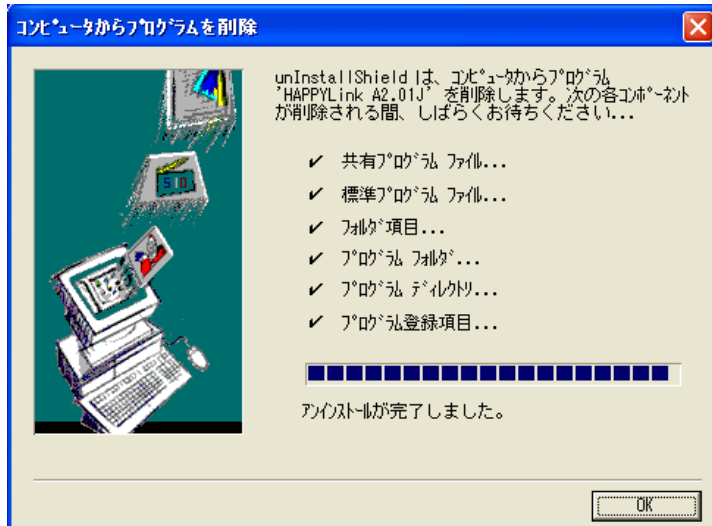 ｺﾝﾋﾟｭｰﾀからﾌﾟﾛｸﾞﾗﾑを削除
unInstallShield は、ｺﾝﾋﾟｭｰﾀからﾌﾟﾛｸﾞﾗﾑ
'HAPPYLink A2.01J' を削除します。次の各ｺﾝﾎﾟｰﾈﾝﾄ
が削除される間、しばらくお待ちください...
✔ 共有ﾌﾟﾛｸﾞﾗﾑ ﾌｧｲﾙ...
✔ 標準ﾌﾟﾛｸﾞﾗﾑ ﾌｧｲﾙ...
✔ ﾌｫﾙﾀﾞ項目...
✔ ﾌﾟﾛｸﾞﾗﾑ ﾌｫﾙﾀﾞ...
✔ ﾌﾟﾛｸﾞﾗﾑ ﾃﾞｨﾚｸﾄﾘ...
✔ ﾌﾟﾛｸﾞﾗﾑ登録項目...
ｱﾝｲﾝｽﾄｰﾙが完了しました。
OK